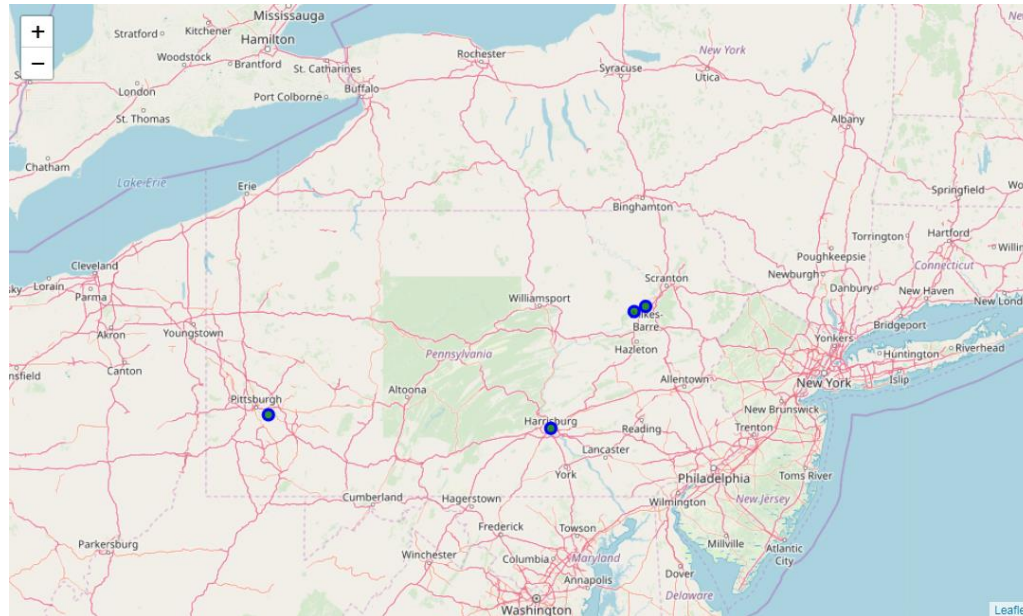 +
−
Mississauga
Stratford
Kitchener
Hamilton
Woodstock
Brantford
St. Catharines
London
Port Colborne
Buffalo
St. Thomas
Chatham
Rochester
New York
Syracuse
Utica
Albany
Lake Erie
Erie
Binghamton
Springfield
Torrington
Hartford
Poughkeepsie
Connecticut
Newburgh
Danbury
New Haven
New Lond
Scranton
Cleveland
Lorain
Parma
Williamsport
Akron
Youngstown
Barre
Hazleton
Bridgeport
Yonkers
Huntington
Riverhead
Canton
nsfield
Pennsylvania
Altoona
Allentown
New York
Islip
Pittsburgh
Harrisburg
Reading
New Brunswick
Trenton
Lancaster
York
Philadelphia
Toms River
Cumberland
Hagerstown
Wilmington
New Jersey
Frederick
Towson
Parkersburg
Winchester
Columbia
Maryland
Millville
Atlantic
City
Annapolis
Dover
Delaware
Washington
Leafle